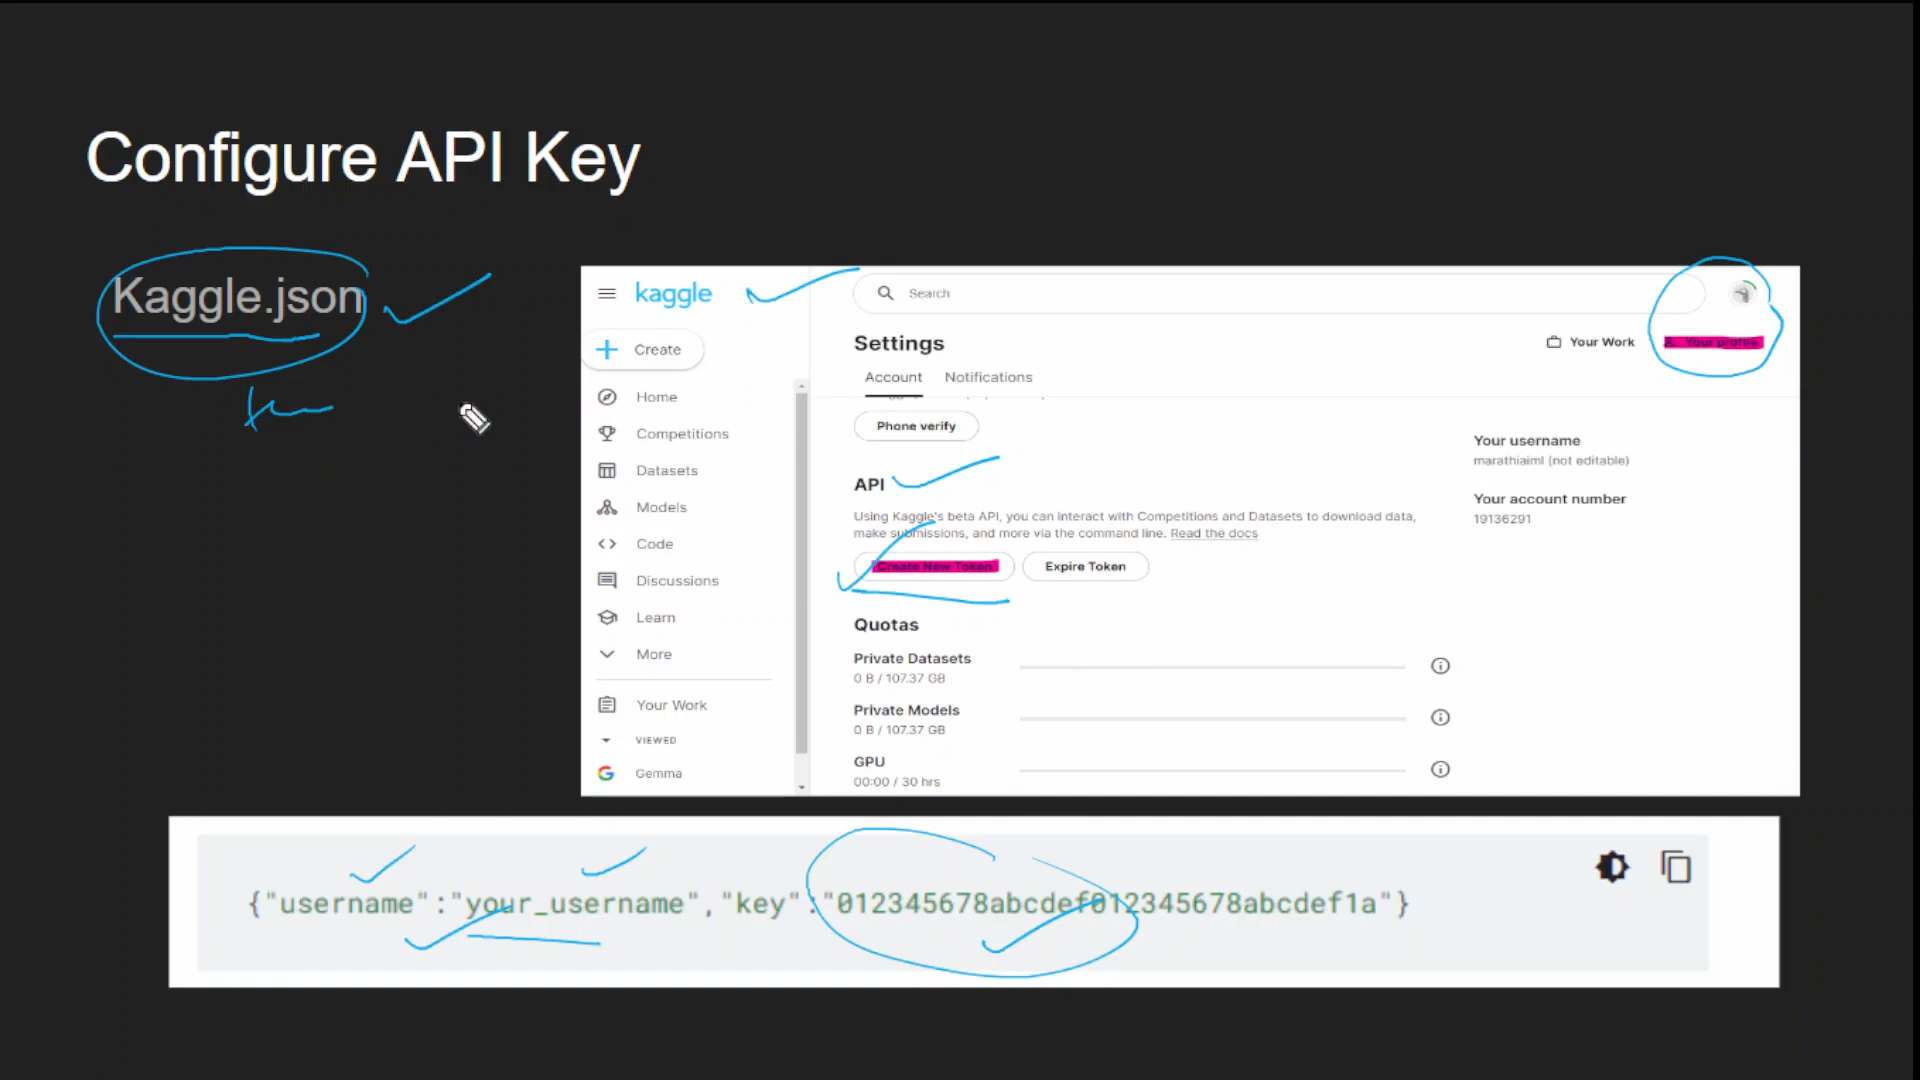 Configure API Key
Kaggle.json
kaggle
Search
Create
Settings
Your Work
Your profile
Account
Notifications
Home
Competitions
Datasets
Models
Code
Discussions
Learn
More
Your Work
VIEWED
Gemma
Phone verify
API
Using Kaggle's beta API, you can interact with Competitions and Datasets to download data,
make submissions, and more via the command line. Read the docs
Create New Token
Expire Token
Quotas
Private Datasets
0 B / 107.37 GB
Private Models
0 B / 107.37 GB
GPU
00:00 / 30 hrs
Your username
marathiaiml (not editable)
Your account number
19136291
{"username":"your_username","key":"012345678abcdef012345678abcdef1a"}